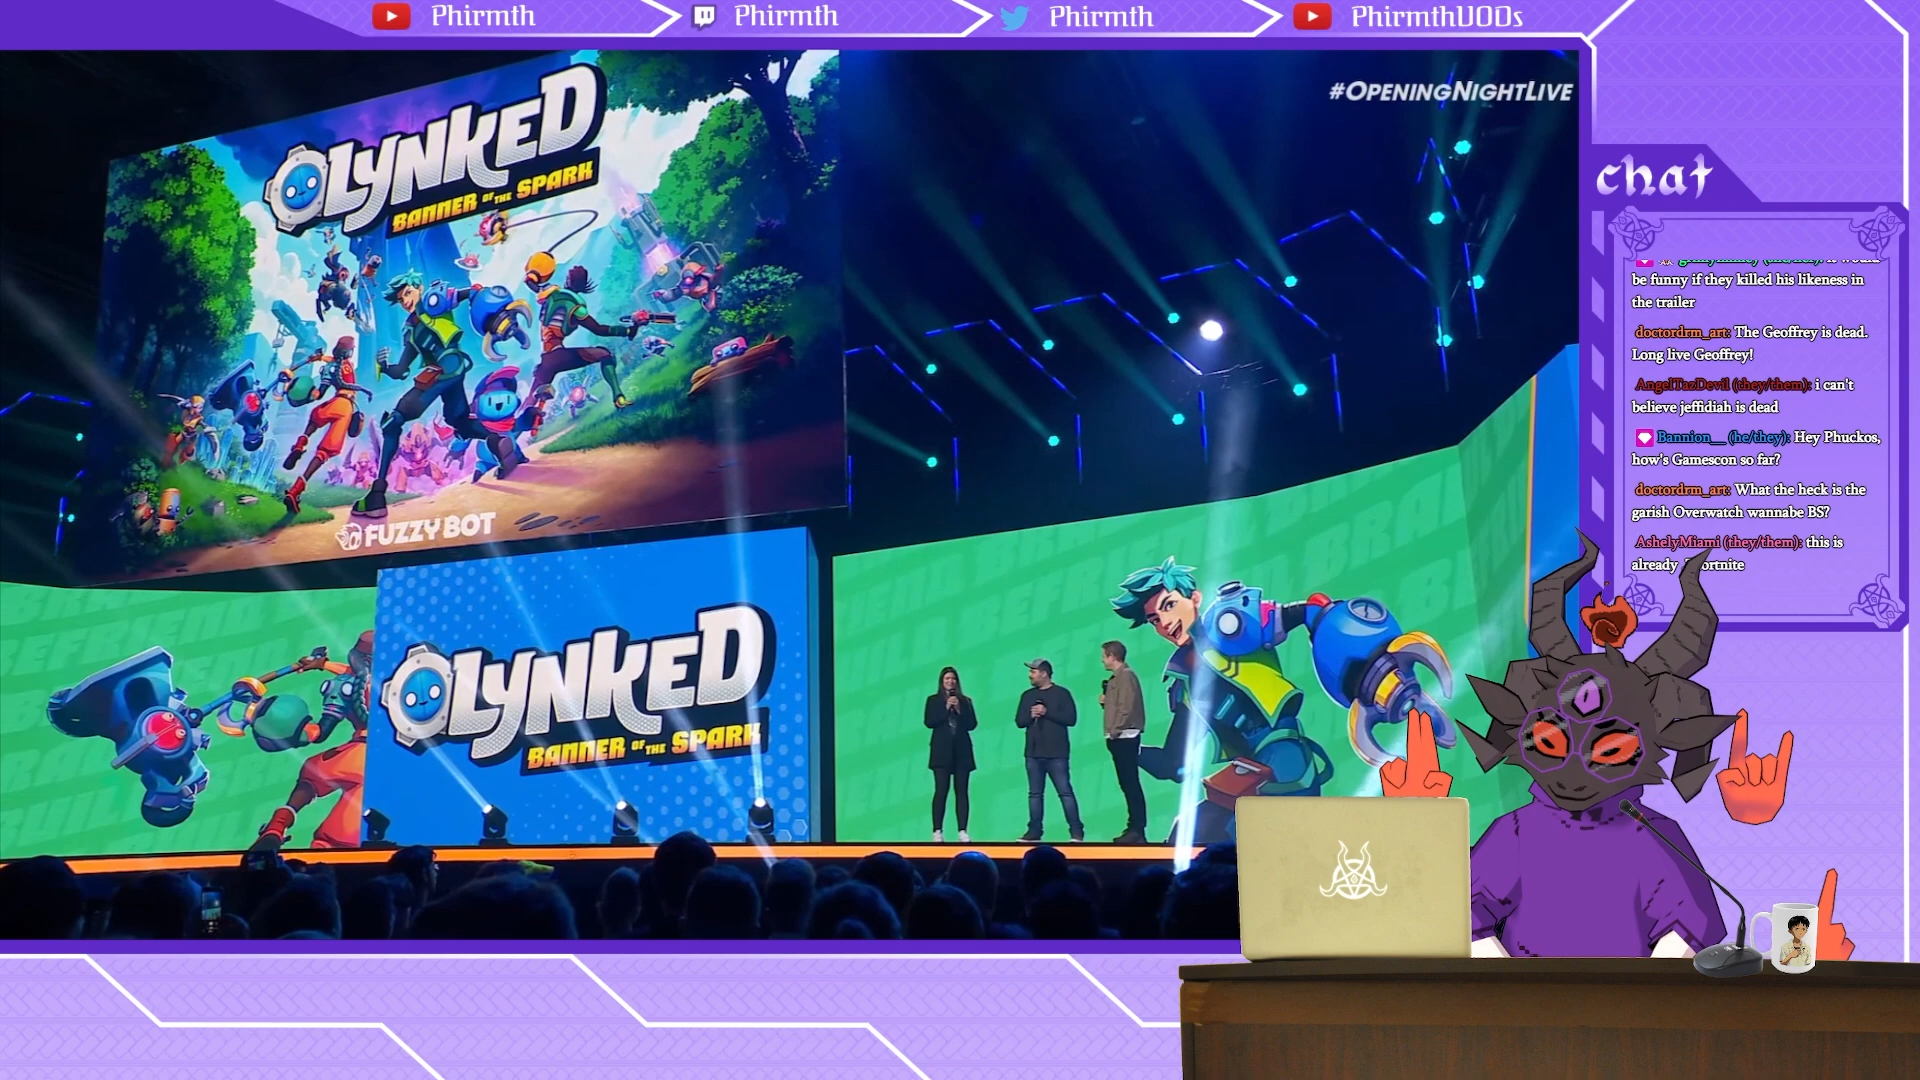 Phirmth
Phirmth
Phirmth
PhirmthVODs
#OPENINGNIGHTLIVE
LYNKED
BANNER OF THE SPARK
FUZZYBOT
LYNKED
BANNER OF THE SPARK
chat
be funny if they killed his likeness in
the trailer
doctordrm_art: The Geoffrey is dead.
Long live Geoffrey!
AngelTazDevil (they/them): i can't
believe jeffidiah is dead
Bannion__ (he/they): Hey Phuckos,
how's Gamescon so far?
doctordrm_art: What the heck is the
garish Overwatch wannabe BS?
AshelyMiami (they/them): this is
already